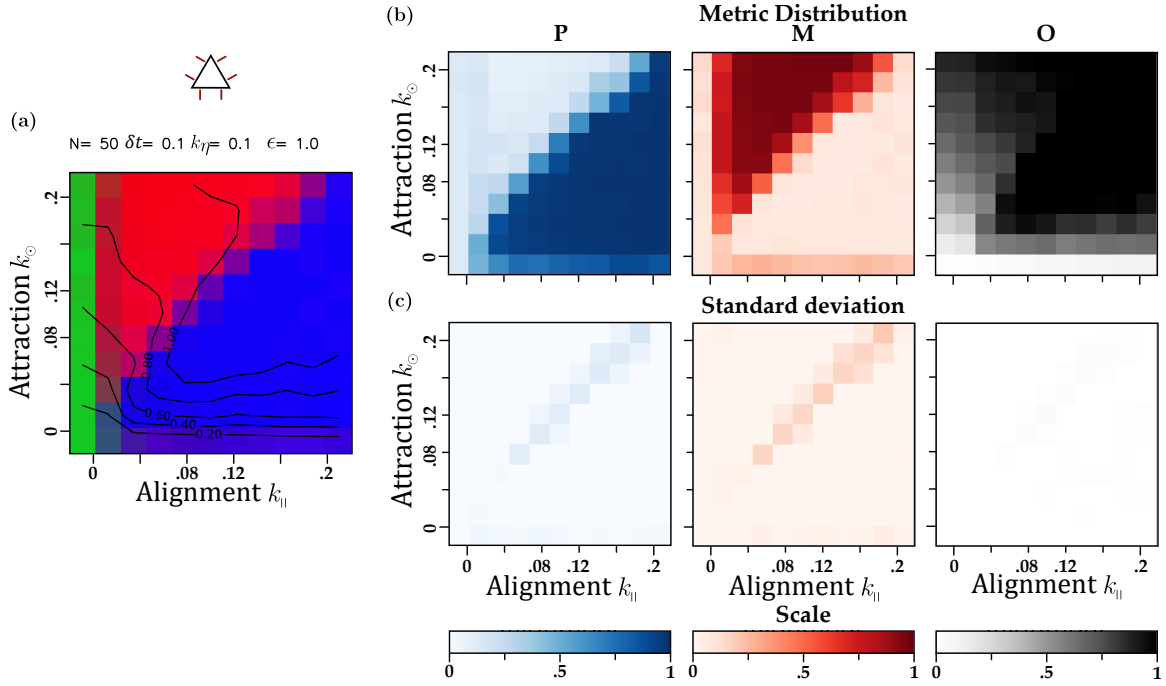 (a)
N= 50 δt= 0.1 kη= 0.1 ϵ= 1.0
Attraction k⊙
.2
.12
.08
0
1.00
0.80
0.60
0.40
0.20
0 .08 .12 .2
Alignment k||
(b)
Metric Distribution
P M O
Attraction k⊙
.2
.12
.08
0
(c)
Standard deviation
Attraction k⊙
.2
.12
.08
0
0 .08 .12 .2 0 .08 .12 .2 0 .08 .12 .2
Alignment k|| Alignment k|| Alignment k||
Scale
0 .5 1 0 .5 1 0 .5 1